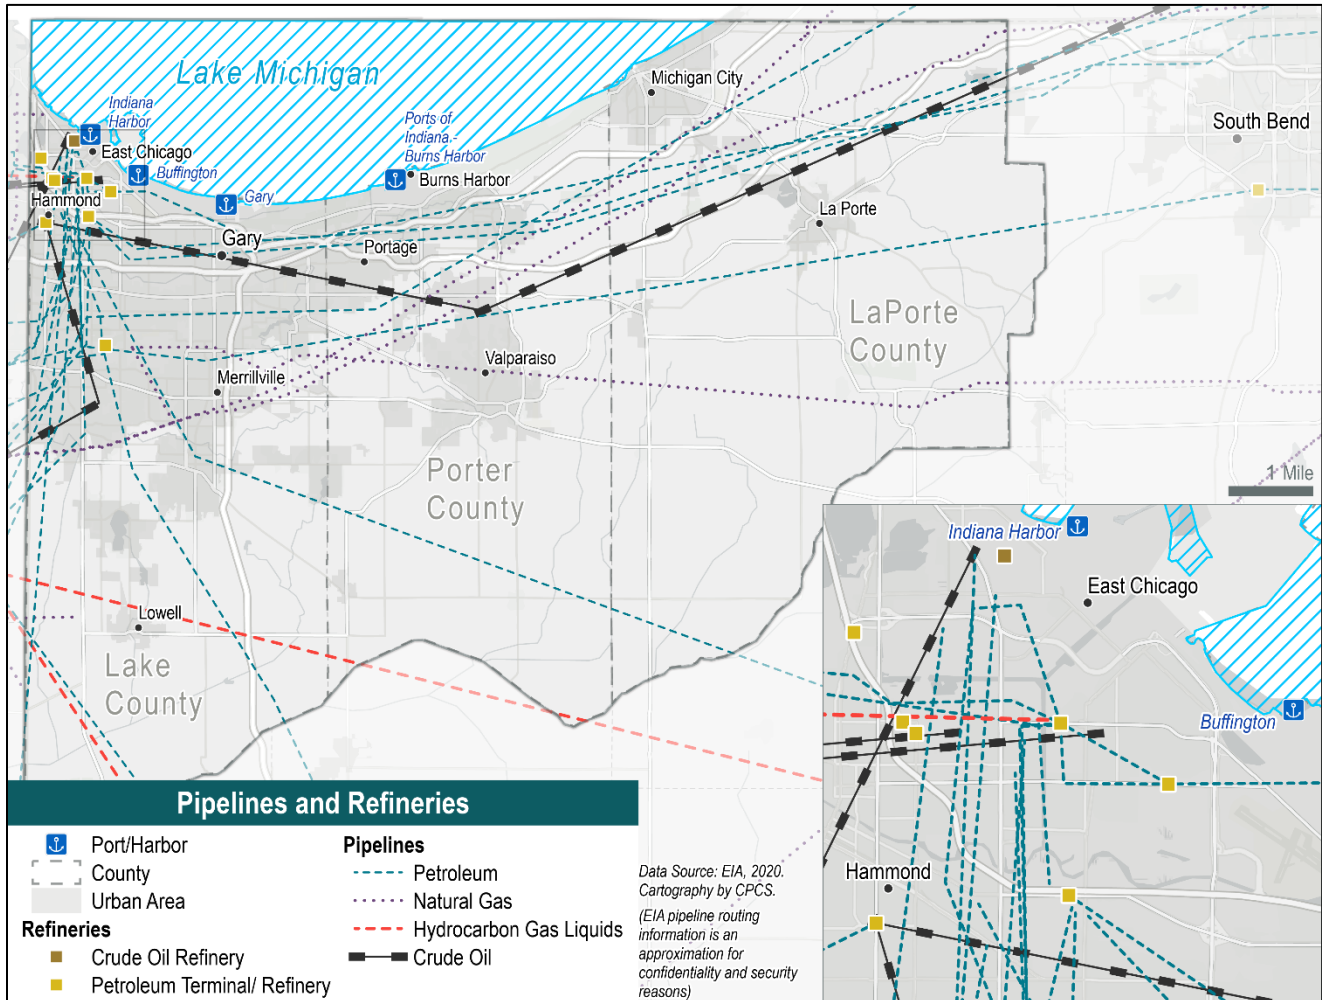 Lake Michigan
Michigan City
Indiana
Harbor
East Chicago
Ports of
Indiana -
Burns Harbor
South Bend
Buffington
Burns Harbor
Hammond
Gary
La Porte
Gary
Portage
LaPorte
County
Valparaiso
Merrillville
Porter
County
1 Mile
Lowell
Lake
County
Indiana Harbor
East Chicago
Buffington
Hammond
Pipelines and Refineries
Port/Harbor
County
Urban Area
Refineries
Crude Oil Refinery
Petroleum Terminal/ Refinery
Pipelines
Petroleum
Natural Gas
Hydrocarbon Gas Liquids
Crude Oil
Data Source: EIA, 2020.
Cartography by CPCS.
(EIA pipeline routing
information is an
approximation for
confidentiality and security
reasons)